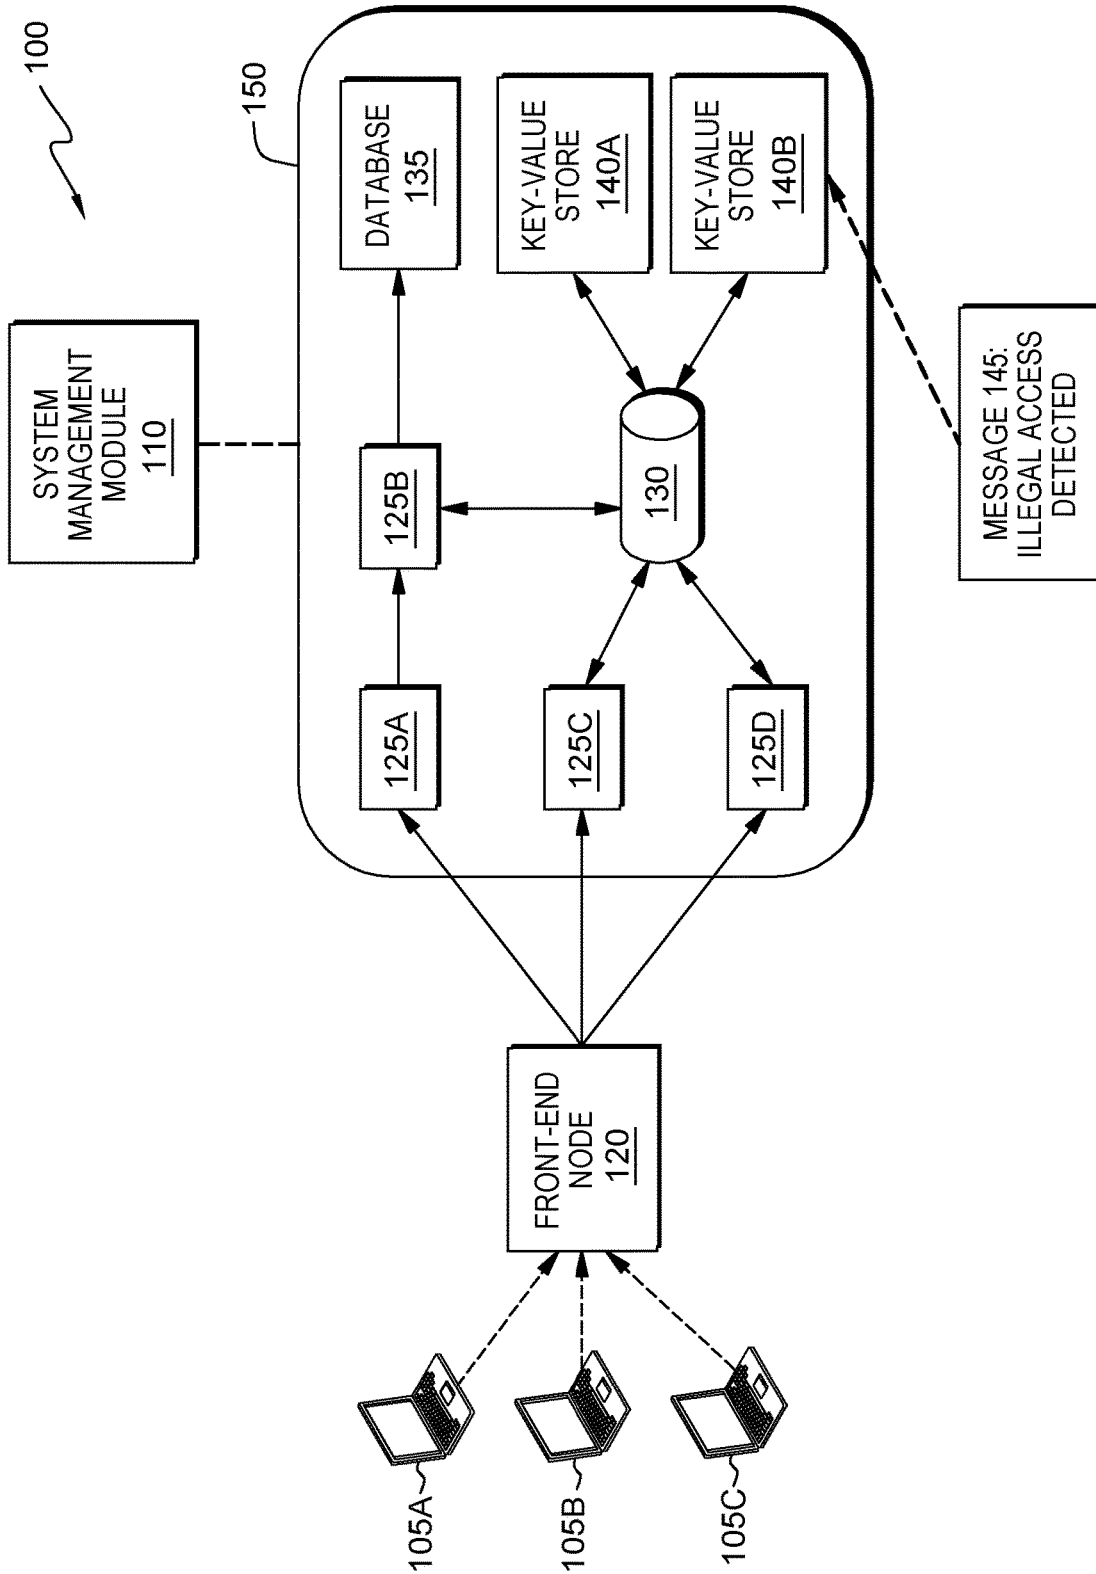 100
SYSTEM
MANAGEMENT
MODULE
110
150
105A
105B
105C
FRONT-END
NODE
120
125A
125B
125C
125D
130
DATABASE
135
KEY-VALUE
STORE
140A
KEY-VALUE
STORE
140B
MESSAGE 145:
ILLEGAL ACCESS
DETECTED